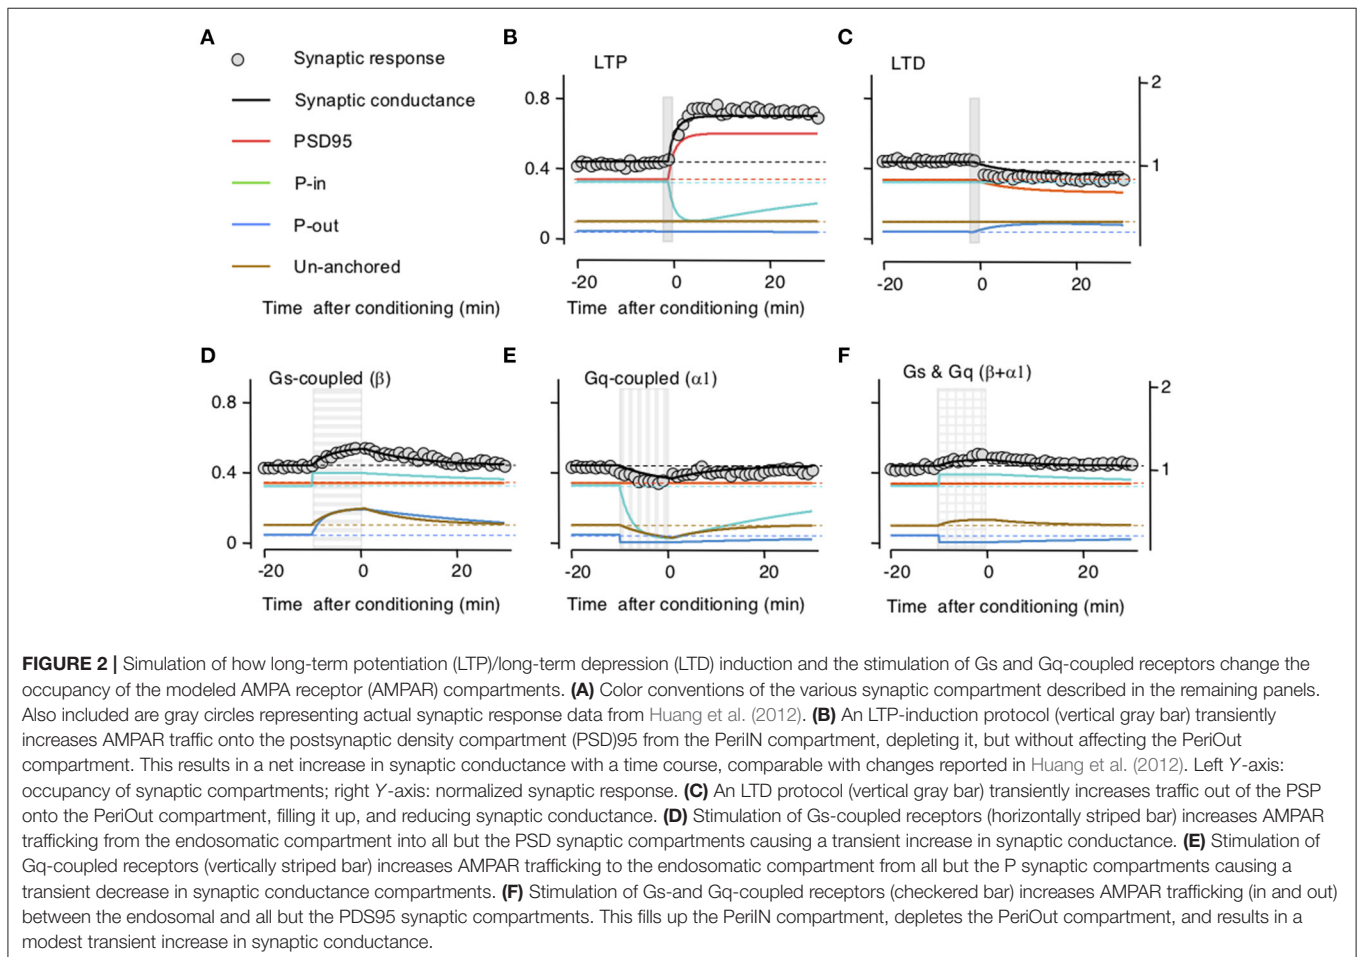 A
Synaptic response
Synaptic conductance
PSD95
P-in
P-out
Un-anchored
Time after conditioning (min)
B
LTP
0.8
0.4
0
-20
0
20
Time after conditioning (min)
C
LTD
2
1
-20
0
20
D
Gs-coupled (β)
0.8
0.4
0
-20
0
20
Time after conditioning (min)
E
Gq-coupled (α1)
-20
0
20
Time after conditioning (min)
F
Gs & Gq (β+α1)
2
1
-20
0
20
Time after conditioning (min)
FIGURE 2 | Simulation of how long-term potentiation (LTP)/long-term depression (LTD) induction and the stimulation of Gs and Gq-coupled receptors change the
occupancy of the modeled AMPA receptor (AMPAR) compartments. (A) Color conventions of the various synaptic compartment described in the remaining panels.
Also included are gray circles representing actual synaptic response data from Huang et al. (2012). (B) An LTP-induction protocol (vertical gray bar) transiently
increases AMPAR traffic onto the postsynaptic density compartment (PSD)95 from the PeriIN compartment, depleting it, but without affecting the PeriOut
compartment. This results in a net increase in synaptic conductance with a time course, comparable with changes reported in Huang et al. (2012). Left Y-axis:
occupancy of synaptic compartments; right Y-axis: normalized synaptic response. (C) An LTD protocol (vertical gray bar) transiently increases traffic out of the PSP
onto the PeriOut compartment, filling it up, and reducing synaptic conductance. (D) Stimulation of Gs-coupled receptors (horizontally striped bar) increases AMPAR
trafficking from the endosomatic compartment into all but the PSD synaptic compartments causing a transient increase in synaptic conductance. (E) Stimulation of
Gq-coupled receptors (vertically striped bar) increases AMPAR trafficking to the endosomatic compartment from all but the P synaptic compartments causing a
transient decrease in synaptic conductance compartments. (F) Stimulation of Gs-and Gq-coupled receptors (checkered bar) increases AMPAR trafficking (in and out)
between the endosomal and all but the PDS95 synaptic compartments. This fills up the PeriIN compartment, depletes the PeriOut compartment, and results in a
modest transient increase in synaptic conductance.